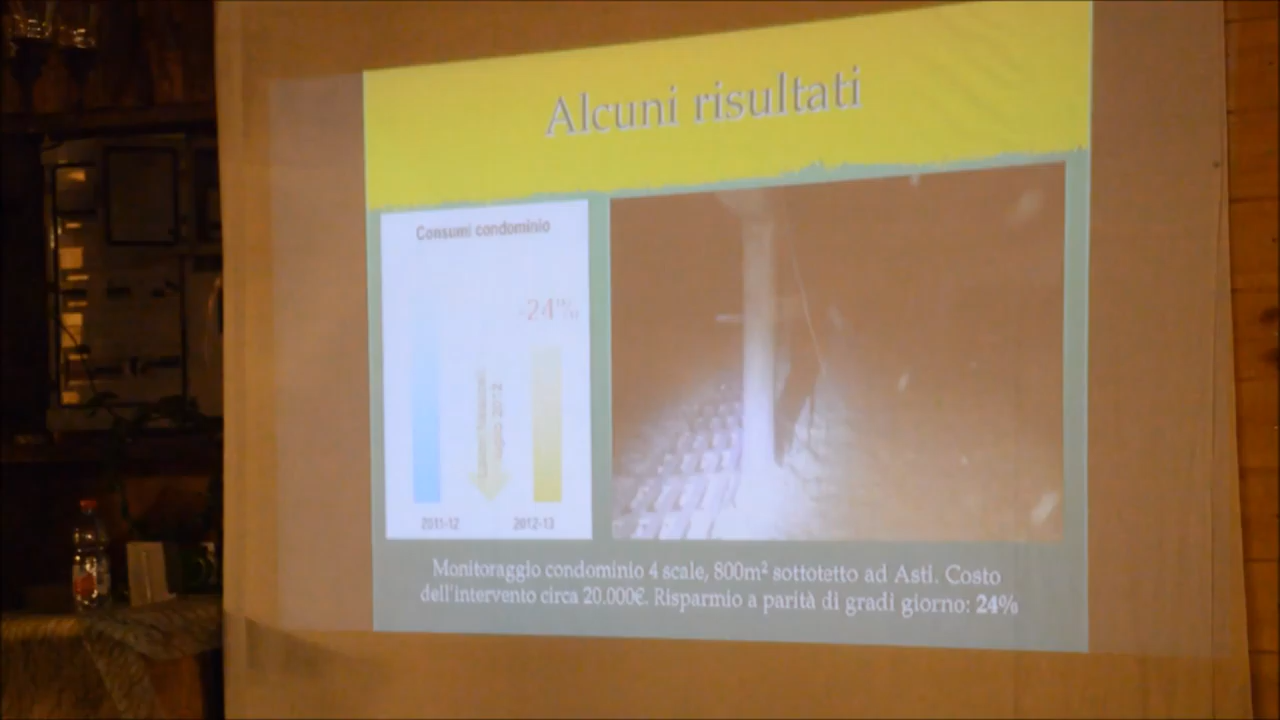 Alcuni risultati
Consumi condominio
-24%
2012
2011-12
2012-13
Monitoraggio condominio 4 scale, 800m² sottotetto ad Asti. Costo
dell'intervento circa 20.000€. Risparmio a parità di gradi giorno: 24%